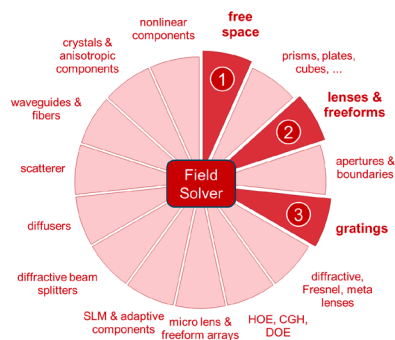 free
space
1
prisms, plates,
cubes, ...
lenses &
freeforms
2
apertures &
boundaries
3
gratings
diffractive,
Fresnel, meta
lenses
HOE, CGH,
DOE
micro lens &
freeform arrays
SLM & adaptive
components
diffractive beam
splitters
diffusers
scatterer
waveguides &
fibers
crystals &
anisotropic
components
nonlinear
components
Field
Solver